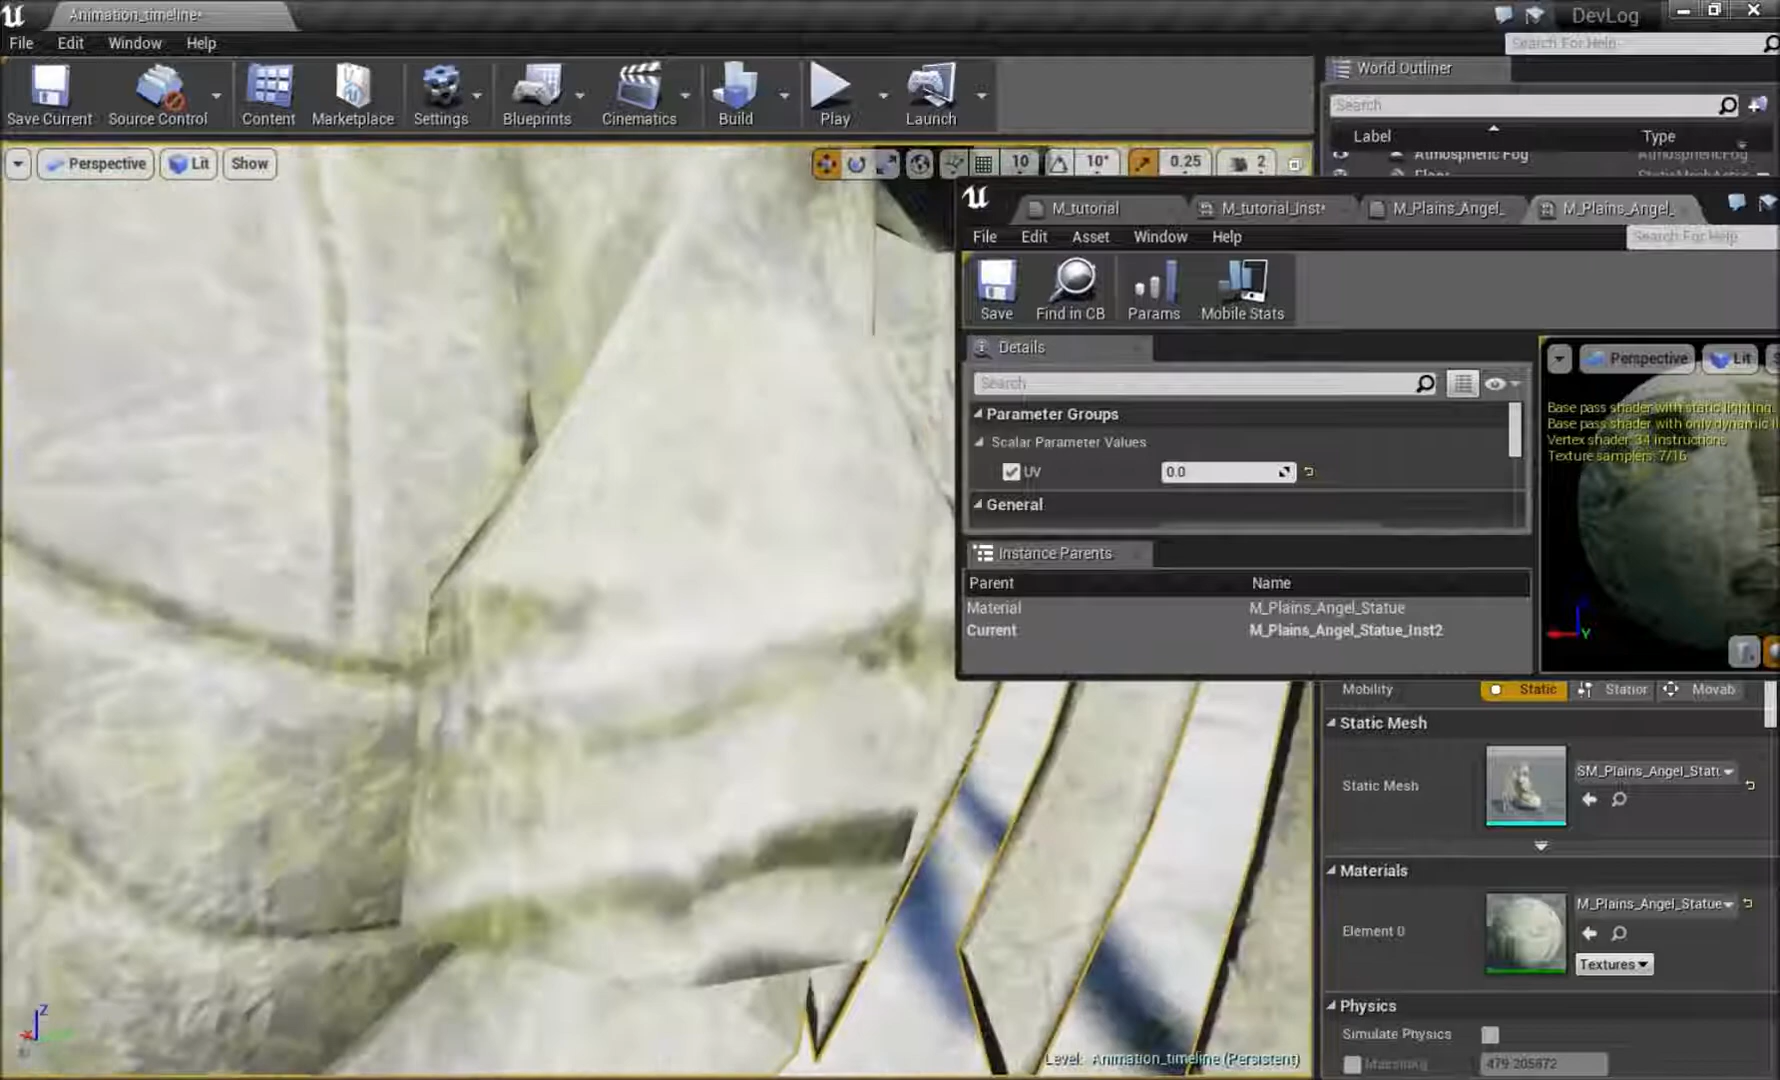 Animation_timeline*
DevLog
File Edit Window Help
Search For Help
Save Current Source Control Content Marketplace Settings Blueprints Cinematics Build Play Launch
World Outliner
Search
Label Type
Perspective Lit Show
10 10° 0.25 2
Atmospheric Fog AtmosphericFog
Floor
M_tutorial M_tutorial_Inst* M_Plains_Angel_ M_Plains_Angel_
File Edit Asset Window Help
Search For Help
Save Find in CB Params Mobile Stats
Details
Perspective Lit
Search
Base pass shader with static lighting:
Base pass shader with only dynamic
Vertex shader: 34 instructions
Texture samplers: 7/16
Parameter Groups
Scalar Parameter Values
UV 0.0
General
Instance Parents
Parent Name
Material M_Plains_Angel_Statue
Current M_Plains_Angel_Statue_Inst2
Y
Mobility Static Statior Movab
Static Mesh
Static Mesh SM_Plains_Angel_Stat
Materials
Element 0 M_Plains_Angel_Statue
Textures
Physics
Simulate Physics
Z
Level: Animation_timeline (Persistent)
479.205872